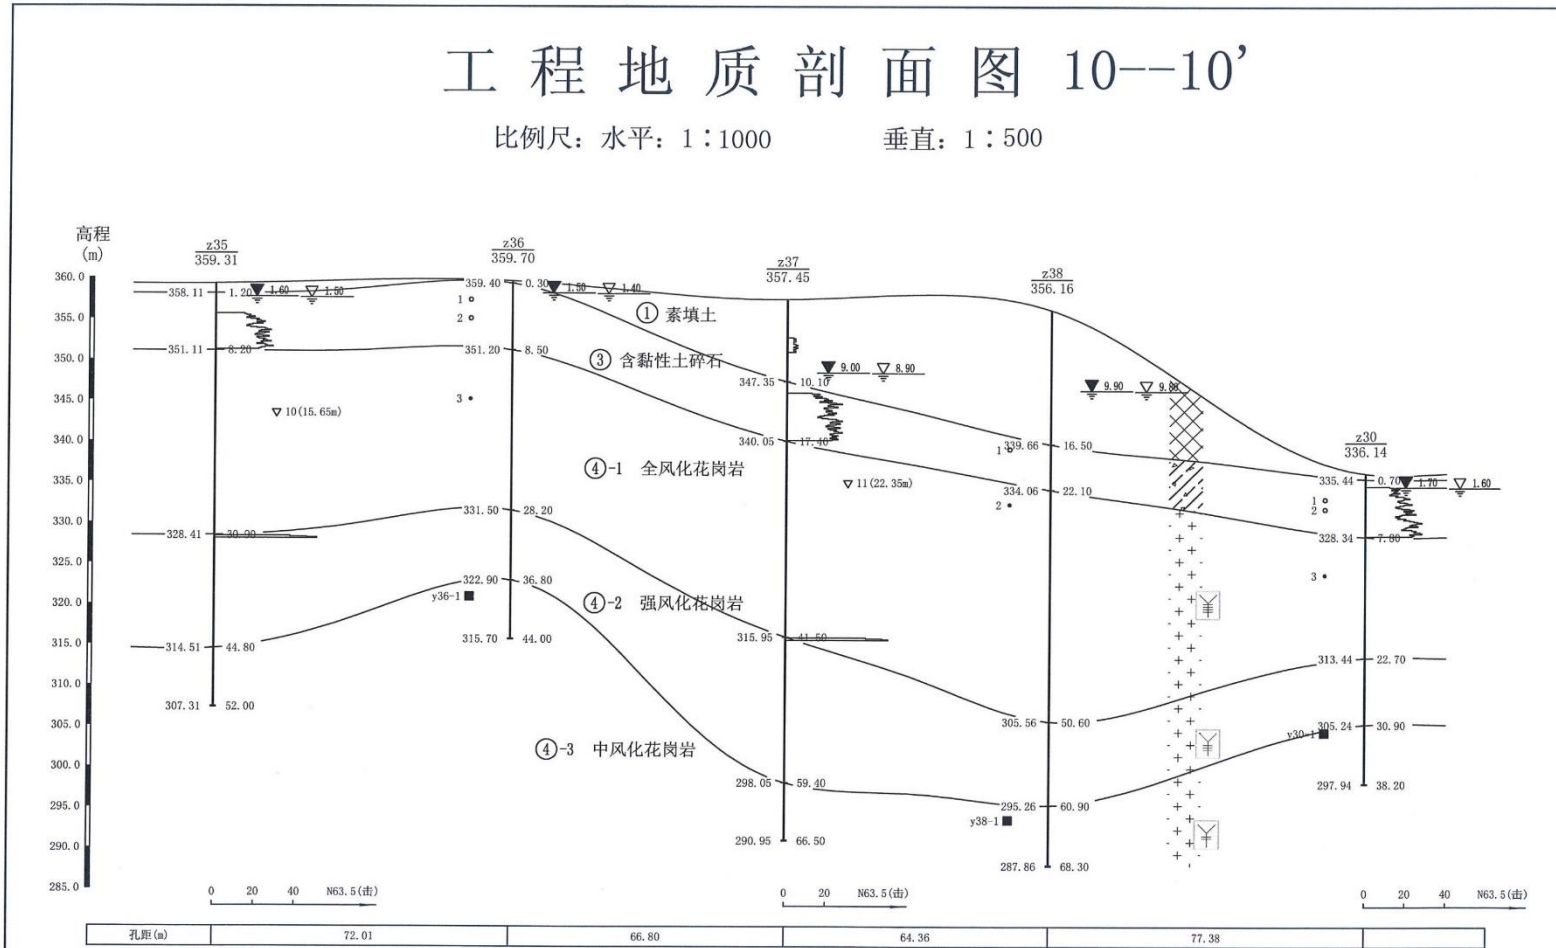 工程地质剖面图 10--10'
比例尺：水平：1：1000 垂直：1：500
高程
(m)
z35
359.31
z36
359.70
z37
357.45
z38
356.16
z30
336.14
360.0
355.0
350.0
345.0
340.0
335.0
330.0
325.0
320.0
315.0
310.0
305.0
300.0
295.0
290.0
285.0
358.11 1.20
1.60 1.50
351.11 8.20
10(15.65m)
328.41 30.90
314.51 44.80
307.31 52.00
359.40 0.30
1.50 1.40
1
2
351.20 8.50
3
331.50 28.20
322.90 36.80
y36-1
315.70 44.00
① 素填土
③ 含黏性土碎石
④-1 全风化花岗岩
④-2 强风化花岗岩
④-3 中风化花岗岩
9.00 8.90
347.35 10.10
340.05 17.40
11(22.35m)
315.95 41.50
298.05 59.40
290.95 66.50
9.90 9.80
339.66 16.50
1
334.06 22.10
2
305.56 50.60
295.26 60.90
y38-1
287.86 68.30
335.44 0.70
1.70 1.60
1
2
328.34 7.80
3
313.44 22.70
305.24 30.90
y30-1
297.94 38.20
0 20 40 N63.5(击)
0 20 N63.5(击)
0 20 40 N63.5(击)
孔距(m) 72.01 66.80 64.36 77.38